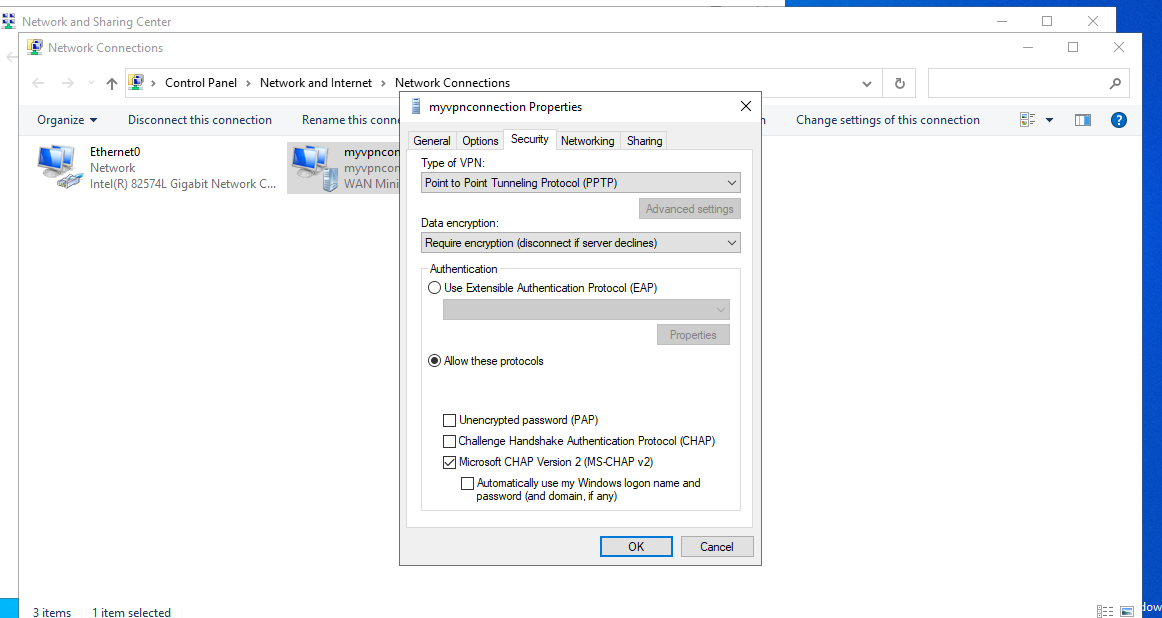 Network and Sharing Center
Network Connections
Control Panel
Network and Internet
Network Connections
Organize
Disconnect this connection
Rename this conn
Change settings of this connection
Ethernet0
Network
Intel(R) 82574L Gigabit Network C...
myvpncon
myvpncon
WAN Mini
myvpnconnection Properties
General
Options
Security
Networking
Sharing
Type of VPN:
Point to Point Tunneling Protocol (PPTP)
Advanced settings
Data encryption:
Require encryption (disconnect if server declines)
Authentication
Use Extensible Authentication Protocol (EAP)
Properties
Allow these protocols
Unencrypted password (PAP)
Challenge Handshake Authentication Protocol (CHAP)
Microsoft CHAP Version 2 (MS-CHAP v2)
Automatically use my Windows logon name and
password (and domain, if any)
OK
Cancel
3 items
1 item selected
dow